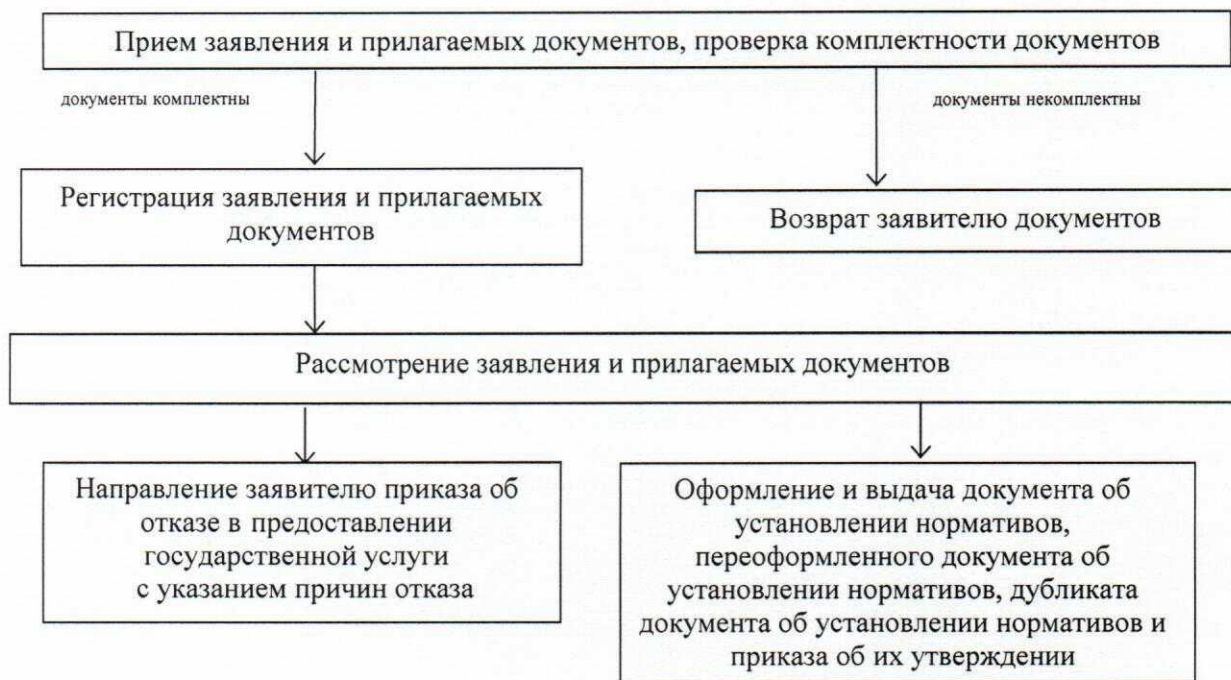 Прием заявления и прилагаемых документов, проверка комплектности документов
документы комплектны
документы некомплектны
Регистрация заявления и прилагаемых
документов
Возврат заявителю документов
Рассмотрение заявления и прилагаемых документов
Направление заявителю приказа об
отказе в предоставлении
государственной услуги
с указанием причин отказа
Оформление и выдача документа об
установлении нормативов,
переоформленного документа об
установлении нормативов, дубликата
документа об установлении нормативов и
приказа об их утверждении